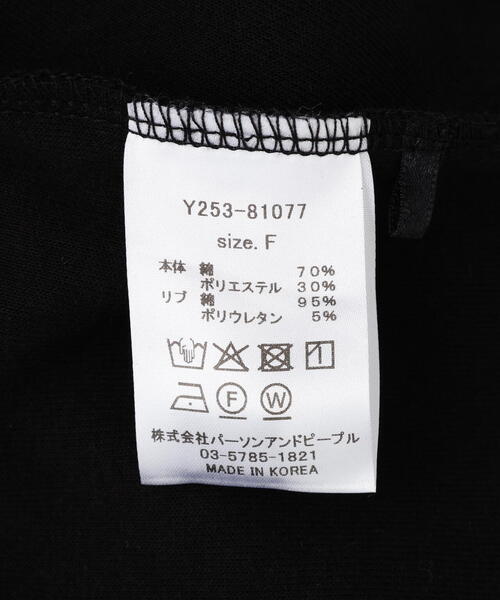 Y253-81077
size. F
本体 綿 70%
ポリエステル 30%
リブ 綿 95%
ポリウレタン 5%
1
F W
株式会社パーソンアンドピープル
03-5785-1821
MADE IN KOREA